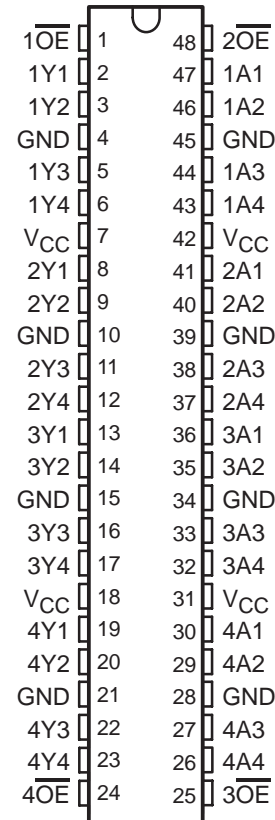 1O̅E̅ 1 48 2O̅E̅
1Y1 2 47 1A1
1Y2 3 46 1A2
GND 4 45 GND
1Y3 5 44 1A3
1Y4 6 43 1A4
VCC 7 42 VCC
2Y1 8 41 2A1
2Y2 9 40 2A2
GND 10 39 GND
2Y3 11 38 2A3
2Y4 12 37 2A4
3Y1 13 36 3A1
3Y2 14 35 3A2
GND 15 34 GND
3Y3 16 33 3A3
3Y4 17 32 3A4
VCC 18 31 VCC
4Y1 19 30 4A1
4Y2 20 29 4A2
GND 21 28 GND
4Y3 22 27 4A3
4Y4 23 26 4A4
4O̅E̅ 24 25 3O̅E̅